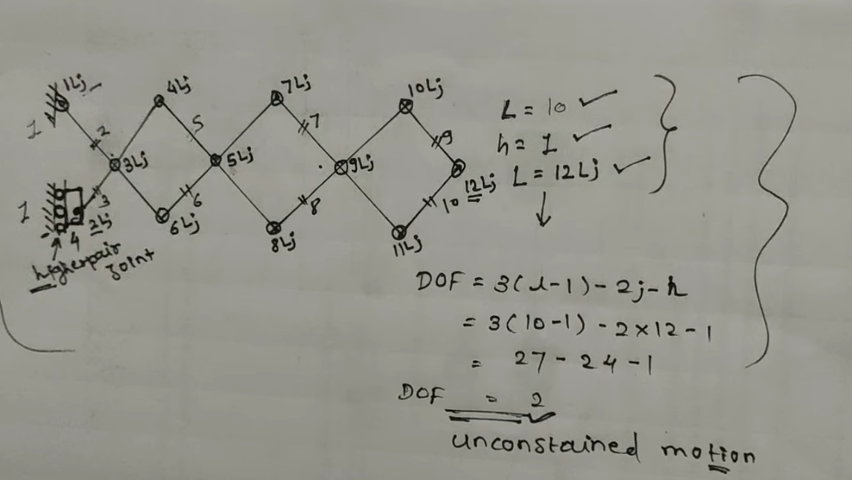 1Lj
4Lj
7Lj
10Lj
1
2
5
7
9
3Lj
5Lj
9Lj
12Lj
1
3
6
8
10
4
2Lj
6Lj
8Lj
11Lj
higherpair
Joint
L = 10
h = 1
L = 12Lj
DOF = 3(l-1) - 2j - h
= 3(10-1) - 2×12 - 1
= 27 - 24 - 1
DOF = 2
unconstained motion